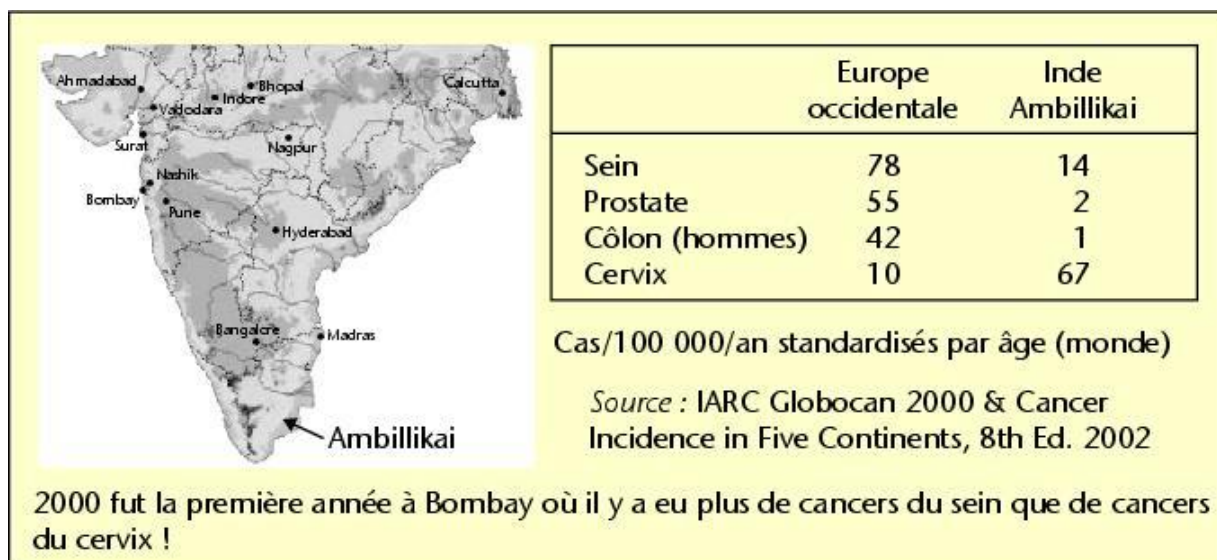 Ahmadabad
Vadodara
Indore
Bhopal
Calcutta
Surat
Nagpur
Nashik
Bombay
Pune
Hyderabad
Bangalore
Madras
Ambillikai
Europe occidentale Inde Ambillikai
Sein 78 14
Prostate 55 2
Côlon (hommes) 42 1
Cervix 10 67
Cas/100 000/an standardisés par âge (monde)
Source : IARC Globocan 2000 & Cancer
Incidence in Five Continents, 8th Ed. 2002
2000 fut la première année à Bombay où il y a eu plus de cancers du sein que de cancers
du cervix !